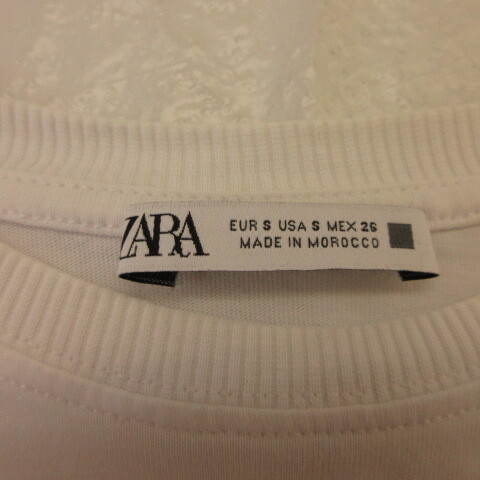 ZARA
EUR S USA S MEX 26
MADE IN MOROCCO